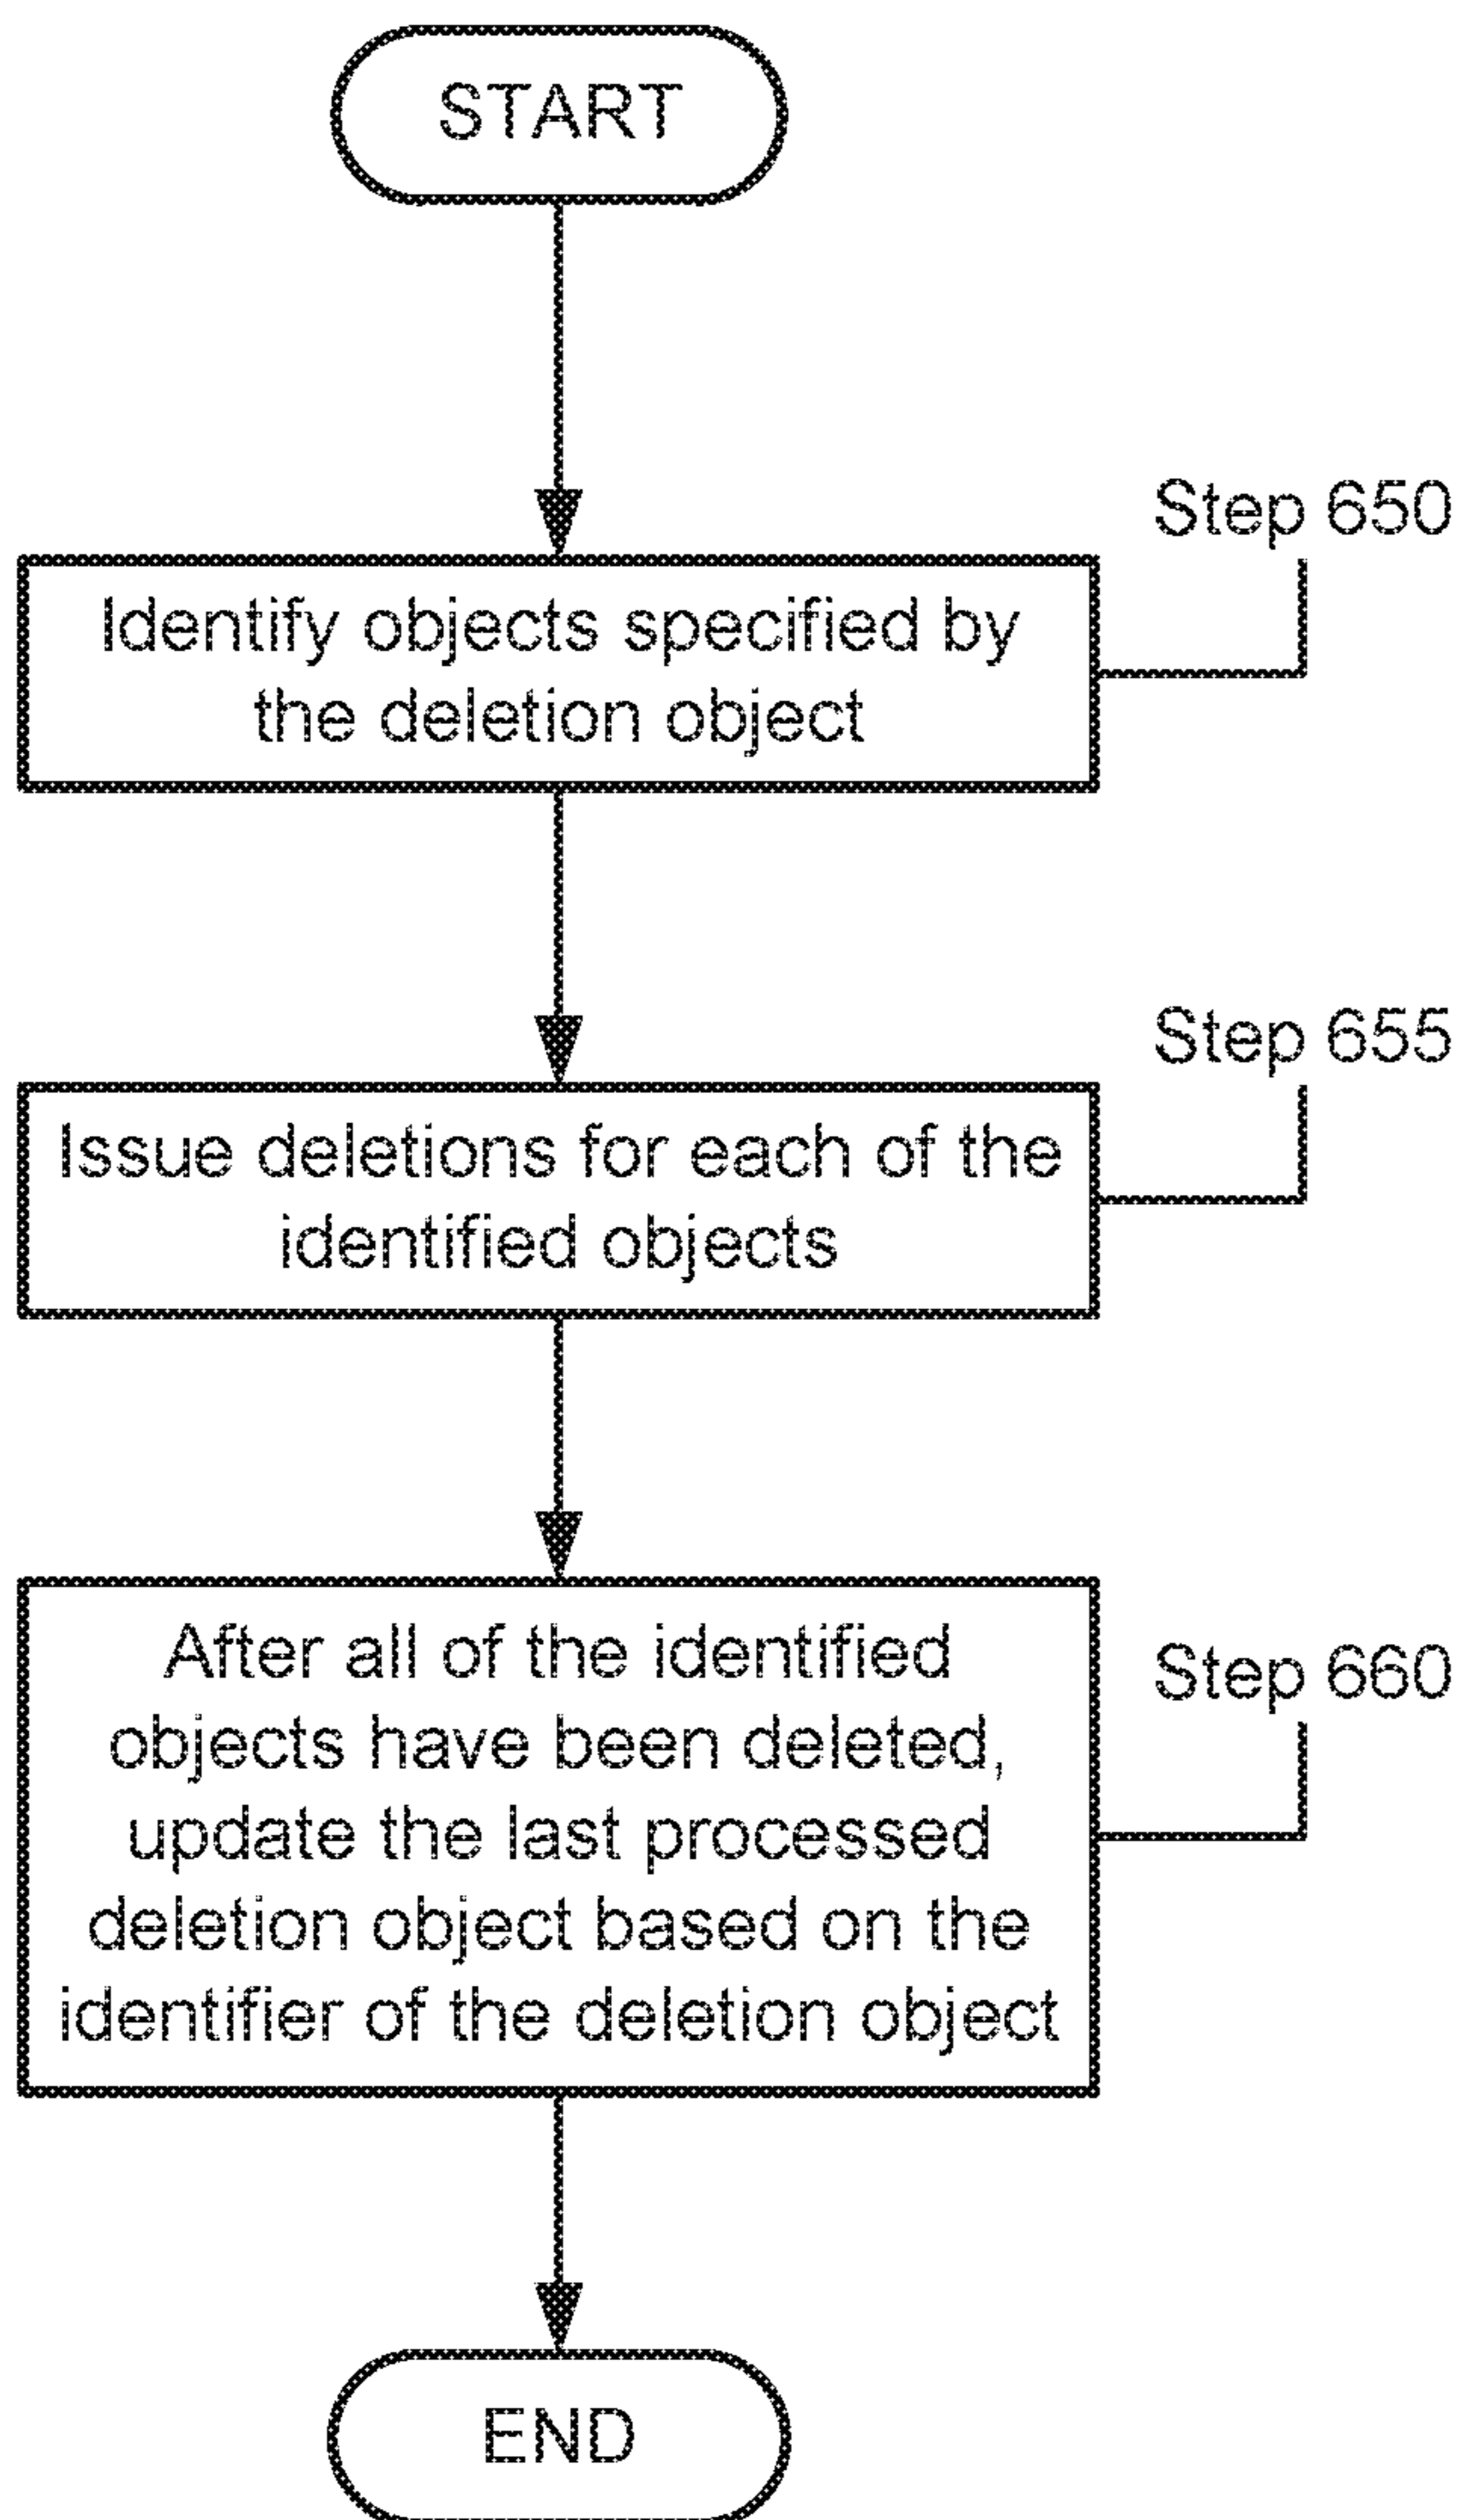 START
Step 650
Identify objects specified by
the deletion object
Step 655
Issue deletions for each of the
identified objects
Step 660
After all of the identified
objects have been deleted,
update the last processed
deletion object based on the
identifier of the deletion object
END